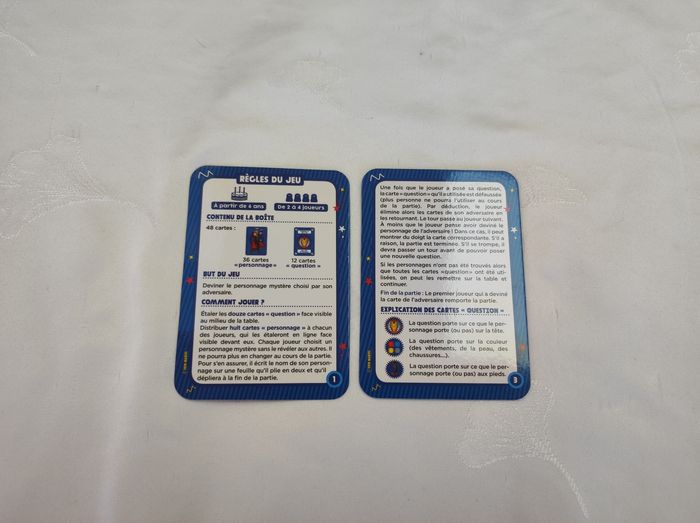 RÈGLES DU JEU
À partir de 6 ans
De 2 à 4 joueurs
CONTENU DE LA BOÎTE
48 cartes :
36 cartes
« personnage »
12 cartes
« question »
BUT DU JEU
Deviner le personnage mystère choisi par son
adversaire.
COMMENT JOUER ?
Étaler les douze cartes « question » face visible
au milieu de la table.
Distribuer huit cartes « personnage » à chacun
des joueurs, qui les étaleront en ligne face
visible devant eux. Chaque joueur choisit un
personnage mystère sans le révéler aux autres. Il
ne pourra plus en changer au cours de la partie.
Pour s'en assurer, il écrit le nom de son person-
nage sur une feuille qu'il plie en deux et qu'il
dépliera à la fin de la partie.
1
Une fois que le joueur a posé sa question,
la carte « question » qu'il a utilisée est défaussée
(plus personne ne pourra l'utiliser au cours
de la partie). Par déduction, le joueur
élimine alors les cartes de son adversaire en
les retournant. Le tour passe au joueur suivant.
À moins que le joueur pense avoir deviné le
personnage de l'adversaire ! Dans ce cas, il peut
montrer du doigt la carte correspondante. S'il a
raison, la partie est terminée. S'il se trompe, il
devra passer un tour avant de pouvoir poser
une nouvelle question.
Si les personnages n'ont pas été trouvés alors
que toutes les cartes «question» ont été uti-
lisées, on peut les remettre sur la table et
continuer.
Fin de la partie : Le premier joueur qui a deviné
la carte de l'adversaire remporte la partie.
EXPLICATION DES CARTES « QUESTION »
La question porte sur ce que le per-
sonnage porte (ou pas) sur la tête.
La question porte sur la couleur
(des vêtements, de la peau, des
chaussures...).
La question porte sur ce que le per-
sonnage porte (ou pas) aux pieds.
3